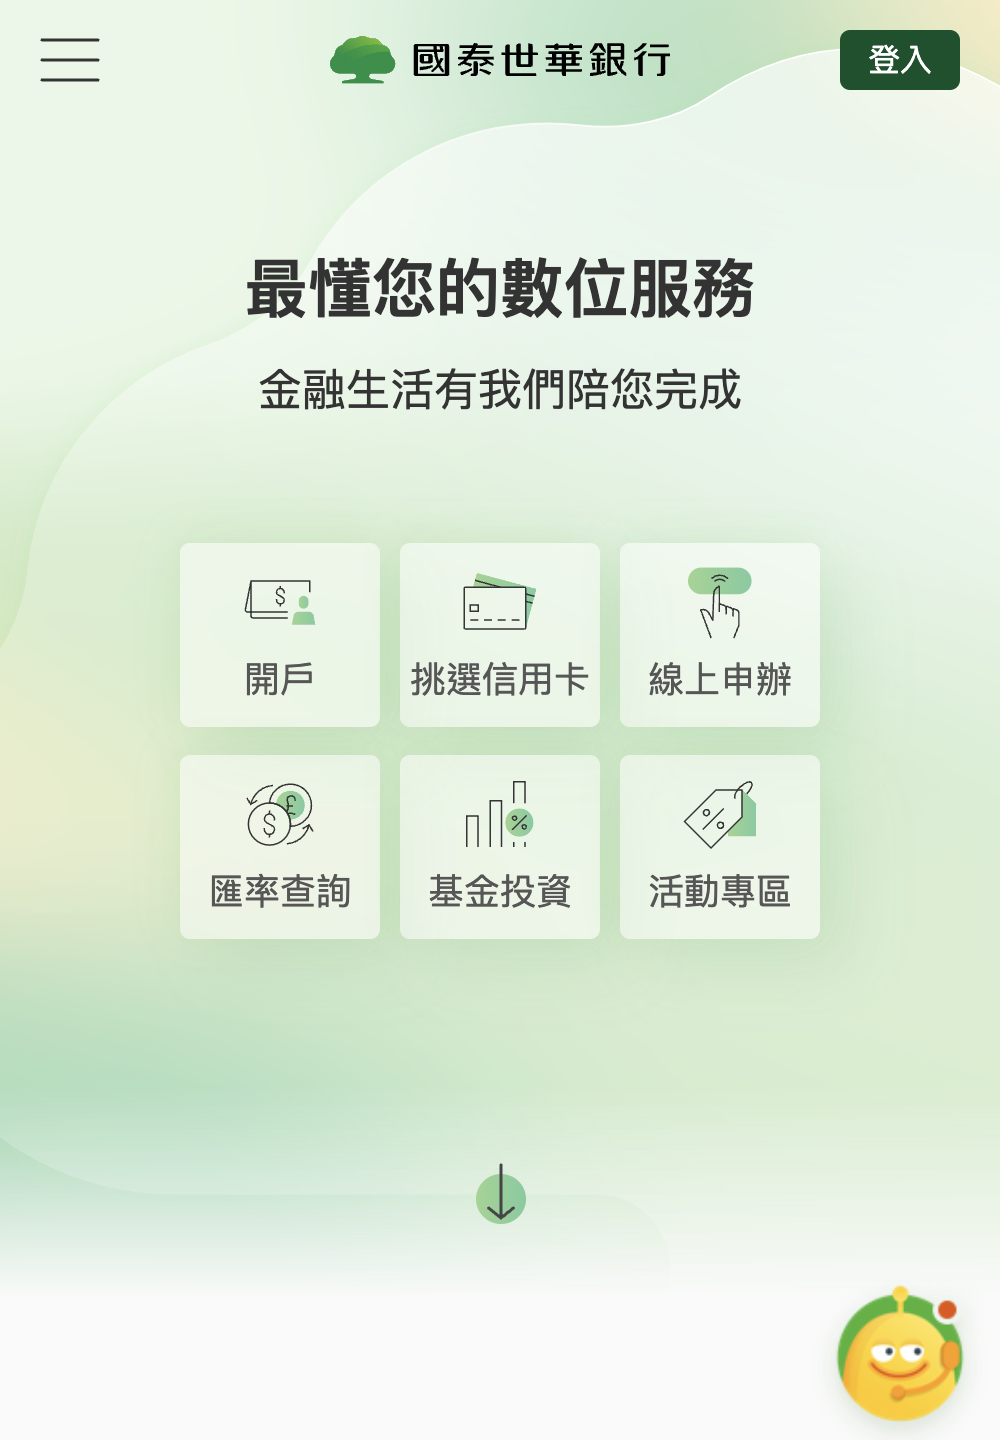 國泰世華銀行
登入
最懂您的數位服務
金融生活有我們陪您完成
開戶
挑選信用卡
線上申辦
匯率查詢
基金投資
活動專區